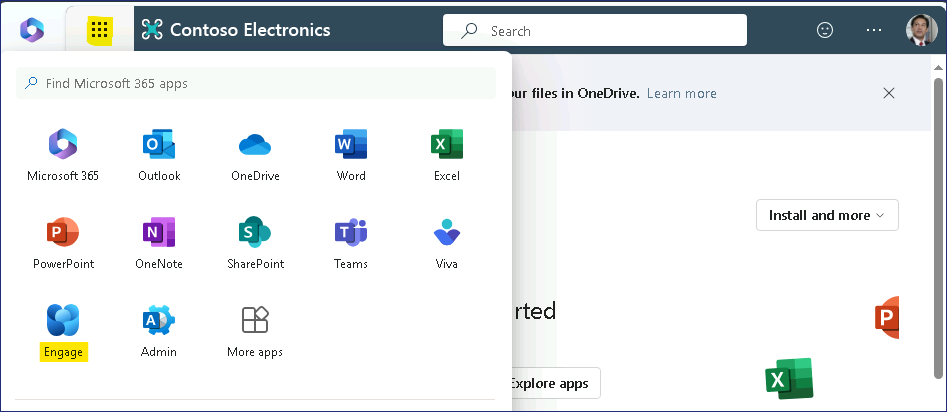 Contoso Electronics
Search
Find Microsoft 365 apps
ur files in OneDrive. Learn more
Microsoft 365
Outlook
OneDrive
Word
Excel
Install and more
PowerPoint
OneNote
SharePoint
Teams
Viva
rted
Engage
Admin
More apps
Explore apps